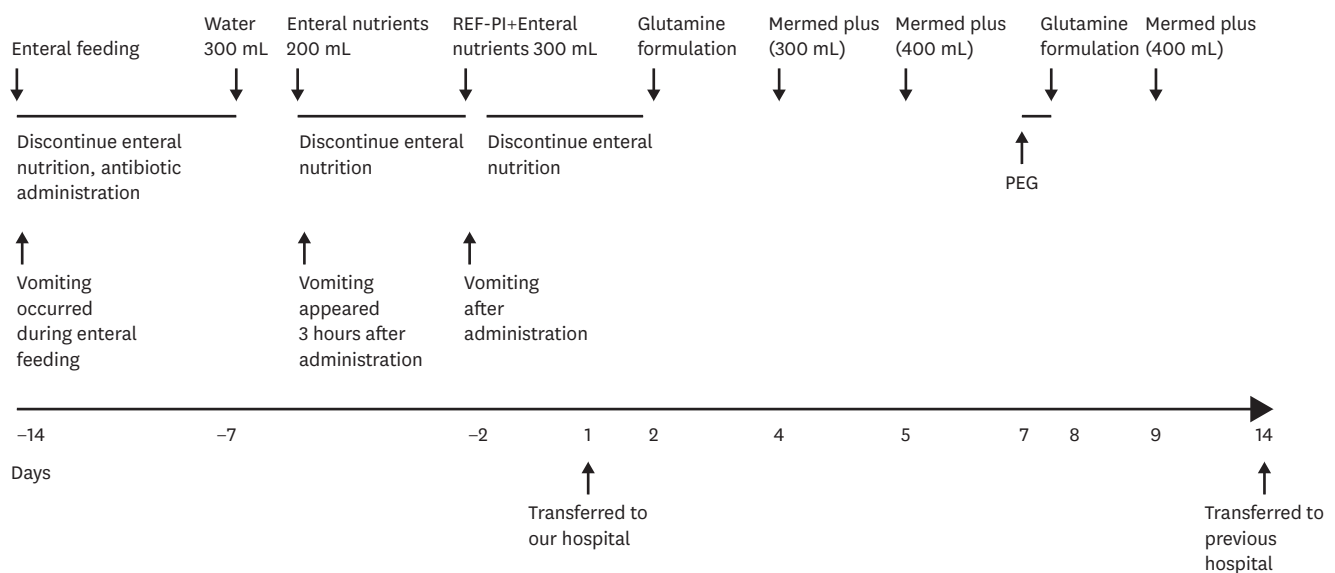 Enteral feeding
Water
300 mL
Enteral nutrients
200 mL
REF-PI+Enteral
nutrients 300 mL
Glutamine
formulation
Mermed plus
(300 mL)
Mermed plus
(400 mL)
Glutamine
formulation
Mermed plus
(400 mL)
Discontinue enteral
nutrition, antibiotic
administration
Discontinue enteral
nutrition
Discontinue enteral
nutrition
PEG
Vomiting
occurred
during enteral
feeding
Vomiting
appeared
3 hours after
administration
Vomiting
after
administration
–14 –7 –2 1 2 4 5 7 8 9 14
Days
Transferred to
our hospital
Transferred to
previous
hospital